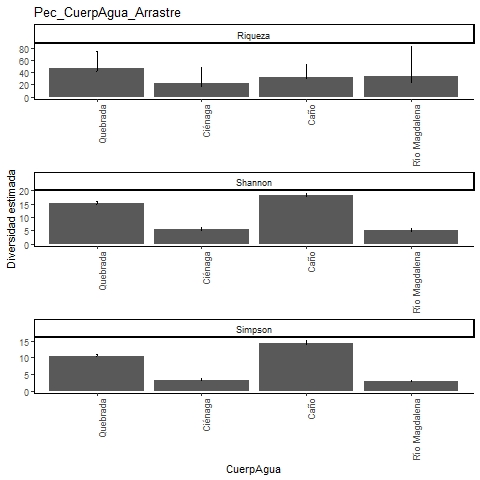 Pec_CuerpAgua_Arrastre
Riqueza
80
60
40
20
0
Quebrada
Ciénaga
Caño
Río Magdalena
Diversidad estimada
Shannon
20
15
10
5
0
Quebrada
Ciénaga
Caño
Río Magdalena
Simpson
15
10
5
0
Quebrada
Ciénaga
Caño
Río Magdalena
CuerpAgua